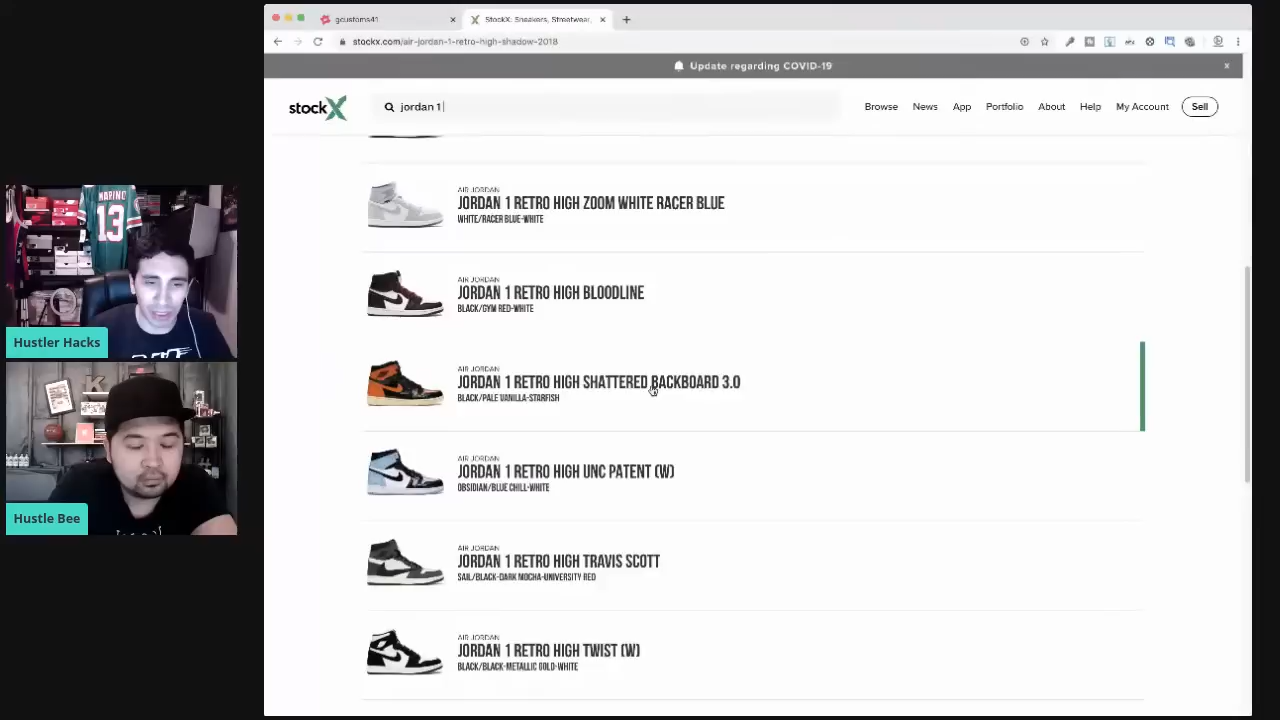 gcustoms41
StockX: Sneakers, Streetwear,
stockx.com/air-jordan-1-retro-high-shadow-2018
Update regarding COVID-19
stockX
jordan 1
Browse
News
App
Portfolio
About
Help
My Account
Sell
AIR JORDAN
JORDAN 1 RETRO HIGH ZOOM WHITE RACER BLUE
WHITE/RACER BLUE-WHITE
AIR JORDAN
JORDAN 1 RETRO HIGH BLOODLINE
BLACK/GYM RED-WHITE
AIR JORDAN
JORDAN 1 RETRO HIGH SHATTERED BACKBOARD 3.0
BLACK/PALE VANILLA-STARFISH
AIR JORDAN
JORDAN 1 RETRO HIGH UNC PATENT (W)
OBSIDIAN/BLUE CHILL-WHITE
AIR JORDAN
JORDAN 1 RETRO HIGH TRAVIS SCOTT
SAIL/BLACK-DARK MOCHA-UNIVERSITY RED
AIR JORDAN
JORDAN 1 RETRO HIGH TWIST (W)
BLACK/BLACK-METALLIC GOLD-WHITE
MARINO
13
Hustler Hacks
K
Hustle Bee